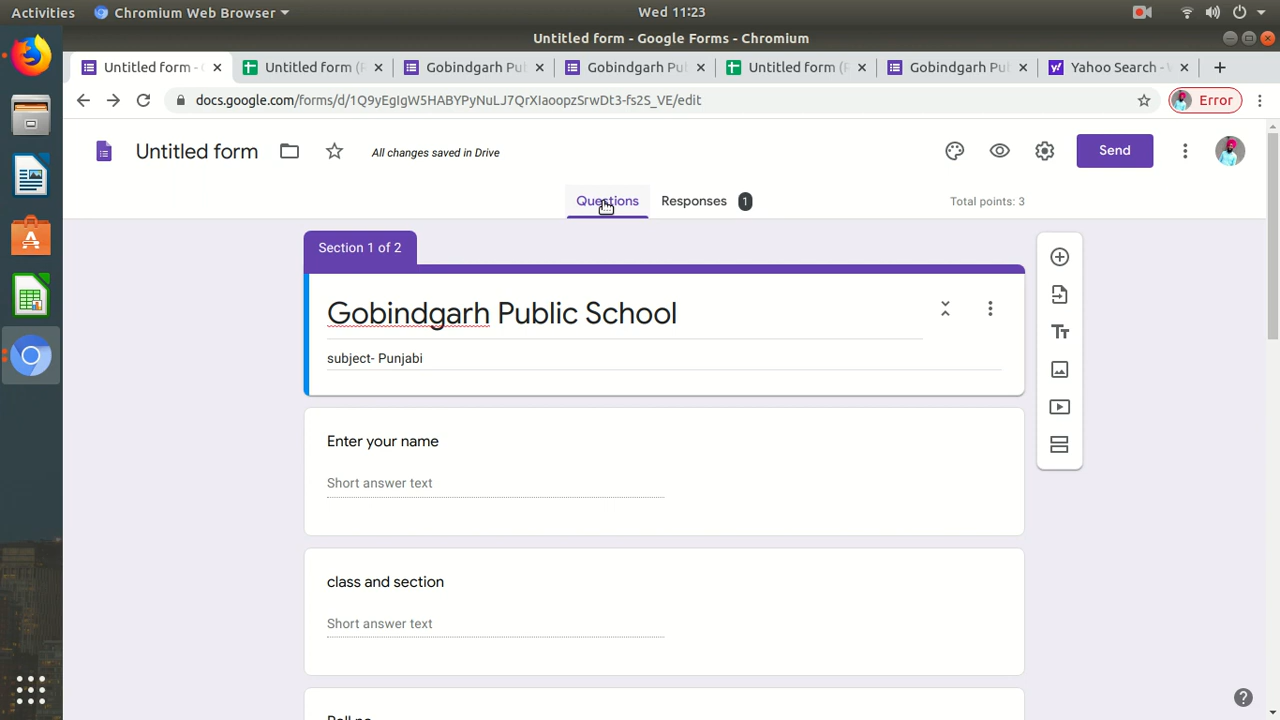 Activities
Chromium Web Browser
Wed 11:23
Untitled form - Google Forms - Chromium
Untitled form -
Untitled form (R
Gobindgarh Pub
Gobindgarh Pub
Untitled form (R
Gobindgarh Pub
Yahoo Search -
docs.google.com/forms/d/1Q9yEgIgW5HABYPyNuLJ7QrXIaoopzSrwDt3-fs2S_VE/edit
Error
Untitled form
All changes saved in Drive
Send
Questions
Responses
1
Total points: 3
Section 1 of 2
Gobindgarh Public School
subject- Punjabi
Enter your name
Short answer text
class and section
Short answer text